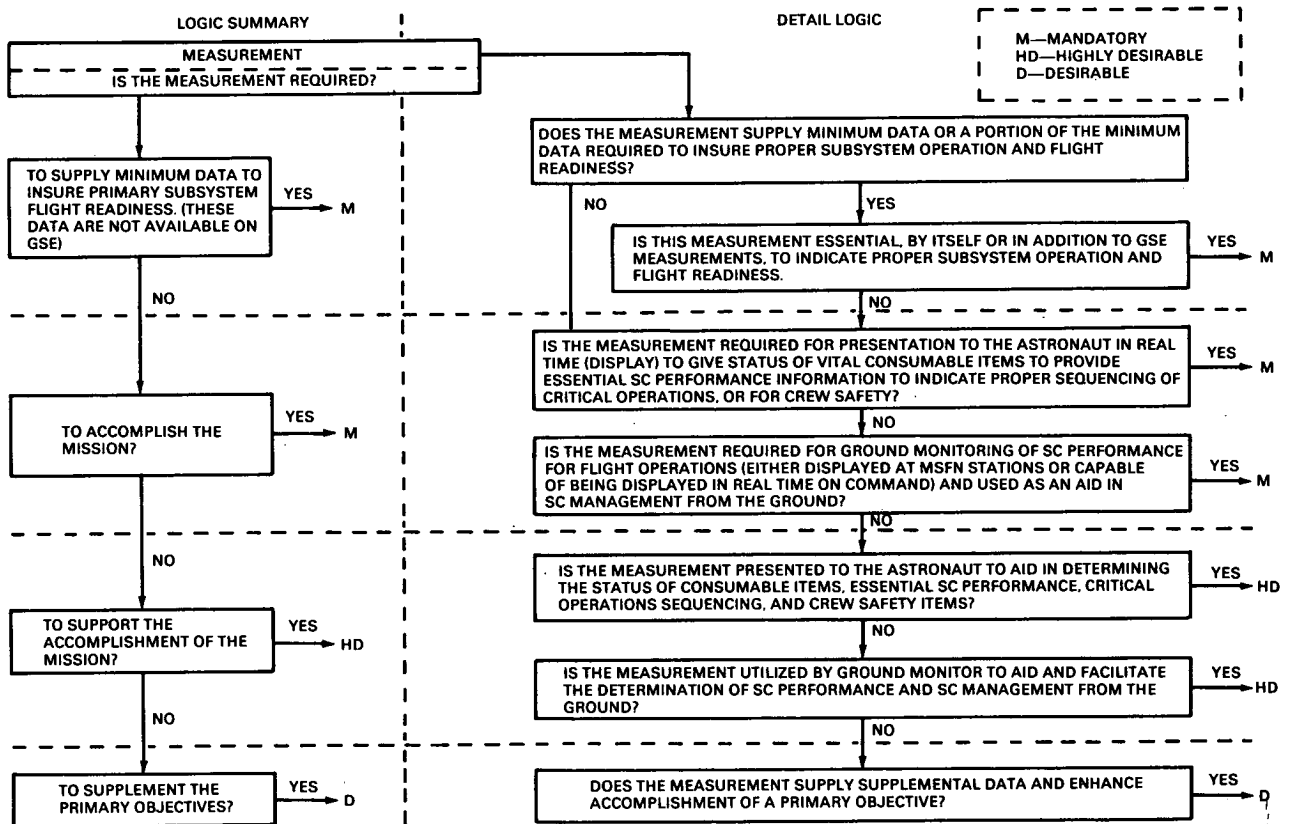 LOGIC SUMMARY
DETAIL LOGIC
M—MANDATORY
HD—HIGHLY DESIRABLE
D—DESIRABLE
MEASUREMENT
IS THE MEASUREMENT REQUIRED?
TO SUPPLY MINIMUM DATA TO
INSURE PRIMARY SUBSYSTEM
FLIGHT READINESS. (THESE
DATA ARE NOT AVAILABLE ON
GSE)
YES
M
NO
TO ACCOMPLISH THE
MISSION?
YES
M
NO
TO SUPPORT THE
ACCOMPLISHMENT OF THE
MISSION?
YES
HD
NO
TO SUPPLEMENT THE
PRIMARY OBJECTIVES?
YES
D
DOES THE MEASUREMENT SUPPLY MINIMUM DATA OR A PORTION OF THE MINIMUM
DATA REQUIRED TO INSURE PROPER SUBSYSTEM OPERATION AND FLIGHT
READINESS?
NO
YES
IS THIS MEASUREMENT ESSENTIAL, BY ITSELF OR IN ADDITION TO GSE
MEASUREMENTS, TO INDICATE PROPER SUBSYSTEM OPERATION AND
FLIGHT READINESS.
YES
M
NO
IS THE MEASUREMENT REQUIRED FOR PRESENTATION TO THE ASTRONAUT IN REAL
TIME (DISPLAY) TO GIVE STATUS OF VITAL CONSUMABLE ITEMS TO PROVIDE
ESSENTIAL SC PERFORMANCE INFORMATION TO INDICATE PROPER SEQUENCING OF
CRITICAL OPERATIONS, OR FOR CREW SAFETY?
YES
M
NO
IS THE MEASUREMENT REQUIRED FOR GROUND MONITORING OF SC PERFORMANCE
FOR FLIGHT OPERATIONS (EITHER DISPLAYED AT MSFN STATIONS OR CAPABLE
OF BEING DISPLAYED IN REAL TIME ON COMMAND) AND USED AS AN AID IN
SC MANAGEMENT FROM THE GROUND?
YES
M
NO
IS THE MEASUREMENT PRESENTED TO THE ASTRONAUT TO AID IN DETERMINING
THE STATUS OF CONSUMABLE ITEMS, ESSENTIAL SC PERFORMANCE, CRITICAL
OPERATIONS SEQUENCING, AND CREW SAFETY ITEMS?
YES
HD
NO
IS THE MEASUREMENT UTILIZED BY GROUND MONITOR TO AID AND FACILITATE
THE DETERMINATION OF SC PERFORMANCE AND SC MANAGEMENT FROM THE
GROUND?
YES
HD
NO
DOES THE MEASUREMENT SUPPLY SUPPLEMENTAL DATA AND ENHANCE
ACCOMPLISHMENT OF A PRIMARY OBJECTIVE?
YES
D